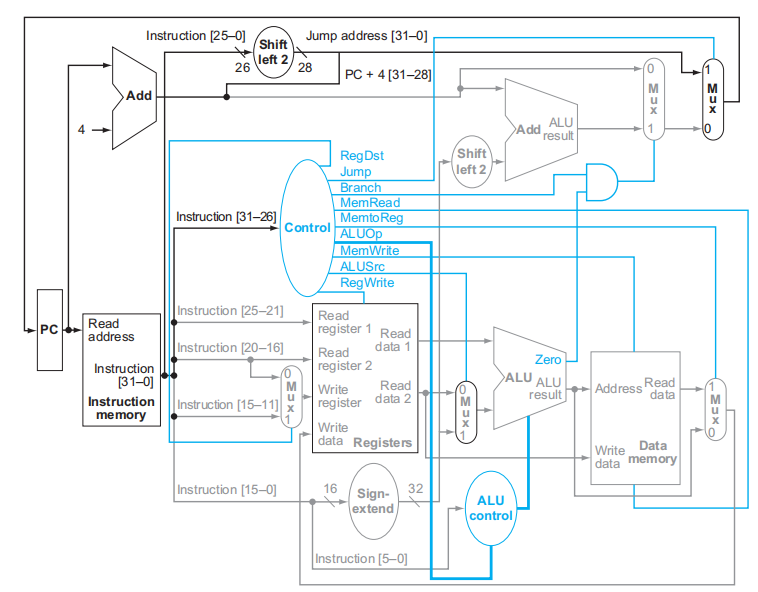 Instruction [25–0]
Shift
left 2
Jump address [31–0]
26
28
PC + 4 [31–28]
Add
4
0
M
u
x
1
1
M
u
x
0
Add
ALU
result
Shift
left 2
RegDst
Jump
Branch
MemRead
MemtoReg
ALUOp
MemWrite
ALUSrc
RegWrite
Instruction [31–26]
Control
PC
Read
address
Instruction
[31–0]
Instruction
memory
Instruction [25–21]
Instruction [20–16]
Instruction [15–11]
0
M
u
x
1
Read
register 1
Read
register 2
Write
register
Write
data
Read
data 1
Read
data 2
Registers
0
M
u
x
1
Zero
ALU
ALU
result
Address
Read
data
Write
data
Data
memory
1
M
u
x
0
Instruction [15–0]
16
Sign-
extend
32
ALU
control
Instruction [5–0]